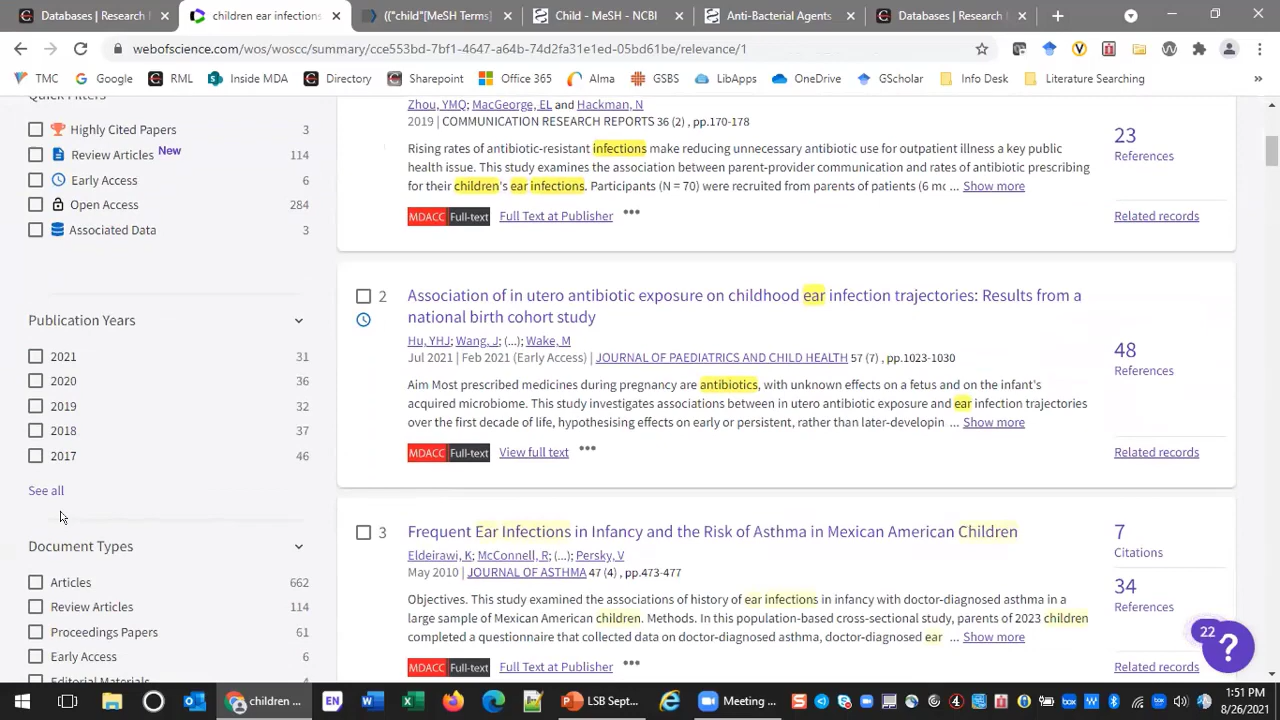 Databases | Research
children ear infections
(("child"[MeSH Terms]
Child - MeSH - NCBI
Anti-Bacterial Agents
Databases | Research
webofscience.com/wos/woscc/summary/cce553bd-7bf1-4647-a64b-74d2fa31e1ed-05bd61be/relevance/1
TMC
Google
RML
Inside MDA
Directory
Sharepoint
Office 365
Alma
GSBS
LibApps
OneDrive
GScholar
Info Desk
Literature Searching
Quick Filters
Highly Cited Papers 3
Review Articles New 114
Early Access 6
Open Access 284
Associated Data 3
Publication Years
2021 31
2020 36
2019 32
2018 37
2017 46
See all
Document Types
Articles 662
Review Articles 114
Proceedings Papers 61
Early Access 6
Editorial Materials 4
Zhou, YMQ; MacGeorge, EL and Hackman, N
2019 | COMMUNICATION RESEARCH REPORTS 36 (2) , pp.170-178
Rising rates of antibiotic-resistant infections make reducing unnecessary antibiotic use for outpatient illness a key public
health issue. This study examines the association between parent-provider communication and rates of antibiotic prescribing
for their children's ear infections. Participants (N = 70) were recruited from parents of patients (6 mc ... Show more
MDACC Full-text Full Text at Publisher •••
23
References
Related records
2 Association of in utero antibiotic exposure on childhood ear infection trajectories: Results from a
national birth cohort study
Hu, YHJ; Wang, J; (...); Wake, M
Jul 2021 | Feb 2021 (Early Access) | JOURNAL OF PAEDIATRICS AND CHILD HEALTH 57 (7) , pp.1023-1030
Aim Most prescribed medicines during pregnancy are antibiotics, with unknown effects on a fetus and on the infant's
acquired microbiome. This study investigates associations between in utero antibiotic exposure and ear infection trajectories
over the first decade of life, hypothesising effects on early or persistent, rather than later-developin ... Show more
MDACC Full-text View full text •••
48
References
Related records
3 Frequent Ear Infections in Infancy and the Risk of Asthma in Mexican American Children
Eldeirawi, K; McConnell, R; (...); Persky, V
May 2010 | JOURNAL OF ASTHMA 47 (4) , pp.473-477
Objectives. This study examined the associations of history of ear infections in infancy with doctor-diagnosed asthma in a
large sample of Mexican American children. Methods. In this population-based cross-sectional study, parents of 2023 children
completed a questionnaire that collected data on doctor-diagnosed asthma, doctor-diagnosed ear ... Show more
MDACC Full-text Full Text at Publisher •••
7
Citations
34
References
Related records
22
?
children ...
EN
LSB Sept...
Meeting ...
1:51 PM
8/26/2021